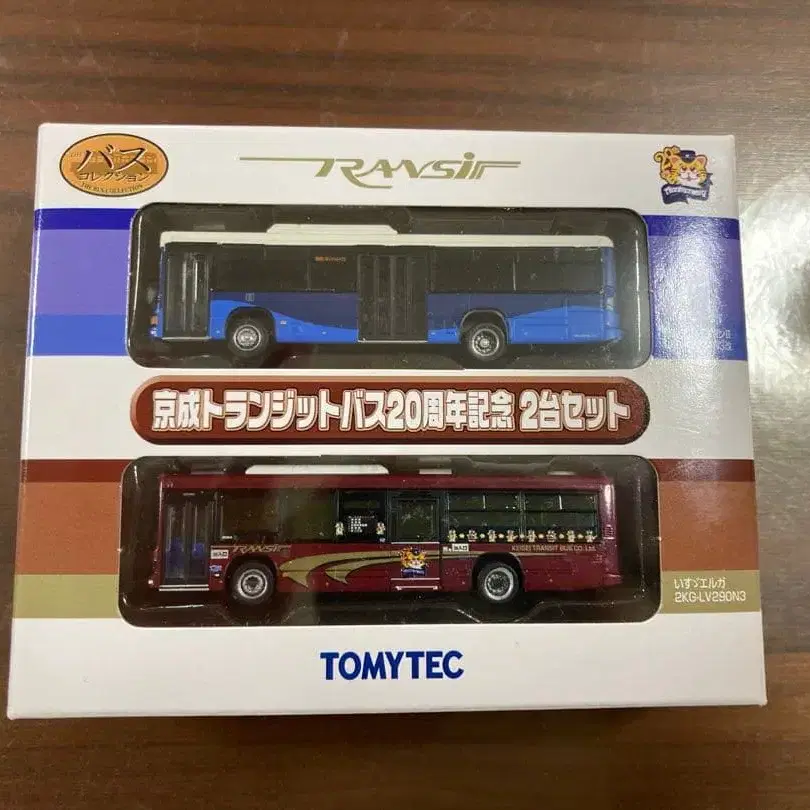 バス
コレクション
THE BUS COLLECTION
TRANSiT
Anniversary
京成トランジットバス20周年記念 2台セット
TRANSiT
KEISEI TRANSIT BUS CO.,Ltd.
いすゞエルガ
2KG-LV290N3
TOMYTEC